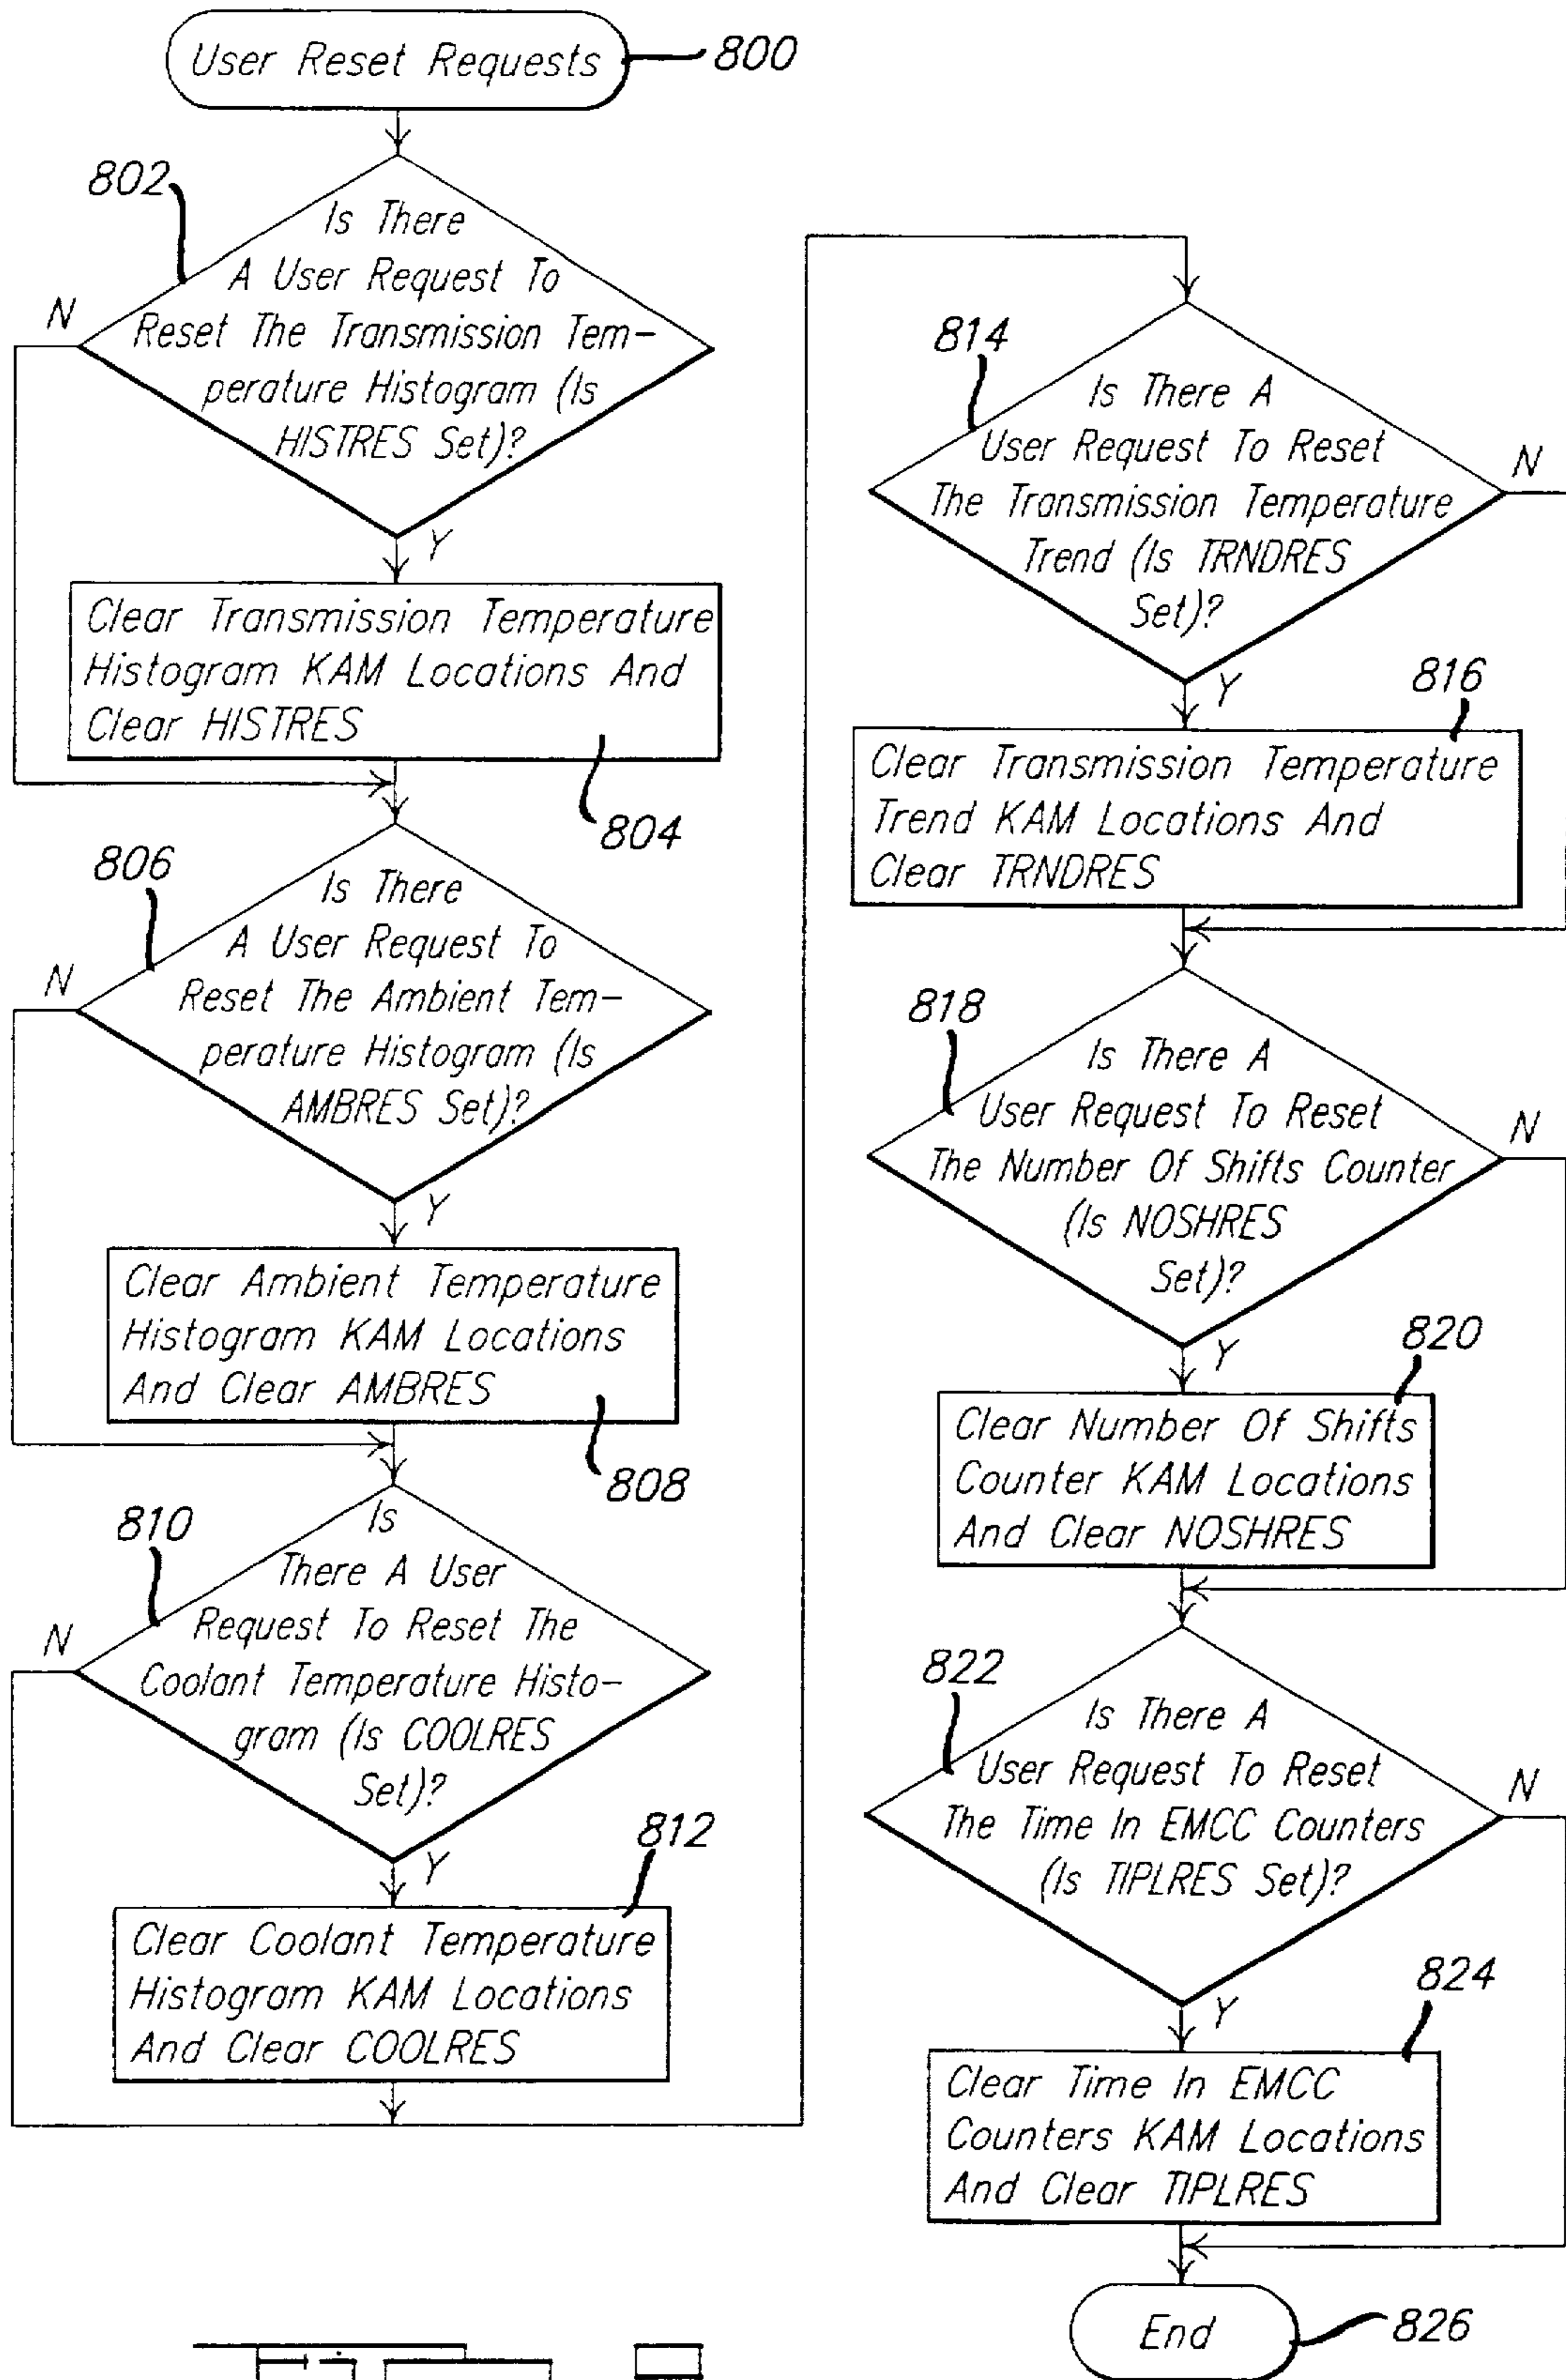 User Reset Requests
800
802
Is There
A User Request To
Reset The Transmission Tem-
perature Histogram (Is
HISTRES Set)?
N
Y
Clear Transmission Temperature
Histogram KAM Locations And
Clear HISTRES
804
806
Is There
A User Request To
Reset The Ambient Tem-
perature Histogram (Is
AMBRES Set)?
N
Y
Clear Ambient Temperature
Histogram KAM Locations
And Clear AMBRES
808
810
Is
There A User
Request To Reset The
Coolant Temperature Histo-
gram (Is COOLRES
Set)?
N
Y
812
Clear Coolant Temperature
Histogram KAM Locations
And Clear COOLRES
814
Is There A
User Request To Reset
The Transmission Temperature
Trend (Is TRNDRES
Set)?
N
Y
816
Clear Transmission Temperature
Trend KAM Locations And
Clear TRNDRES
818
Is There A
User Request To Reset
The Number Of Shifts Counter
(Is NOSHRES
Set)?
N
Y
820
Clear Number Of Shifts
Counter KAM Locations
And Clear NOSHRES
822
Is There A
User Request To Reset
The Time In EMCC Counters
(Is TIPLRES Set)?
N
Y
824
Clear Time In EMCC
Counters KAM Locations
And Clear TIPLRES
End
826